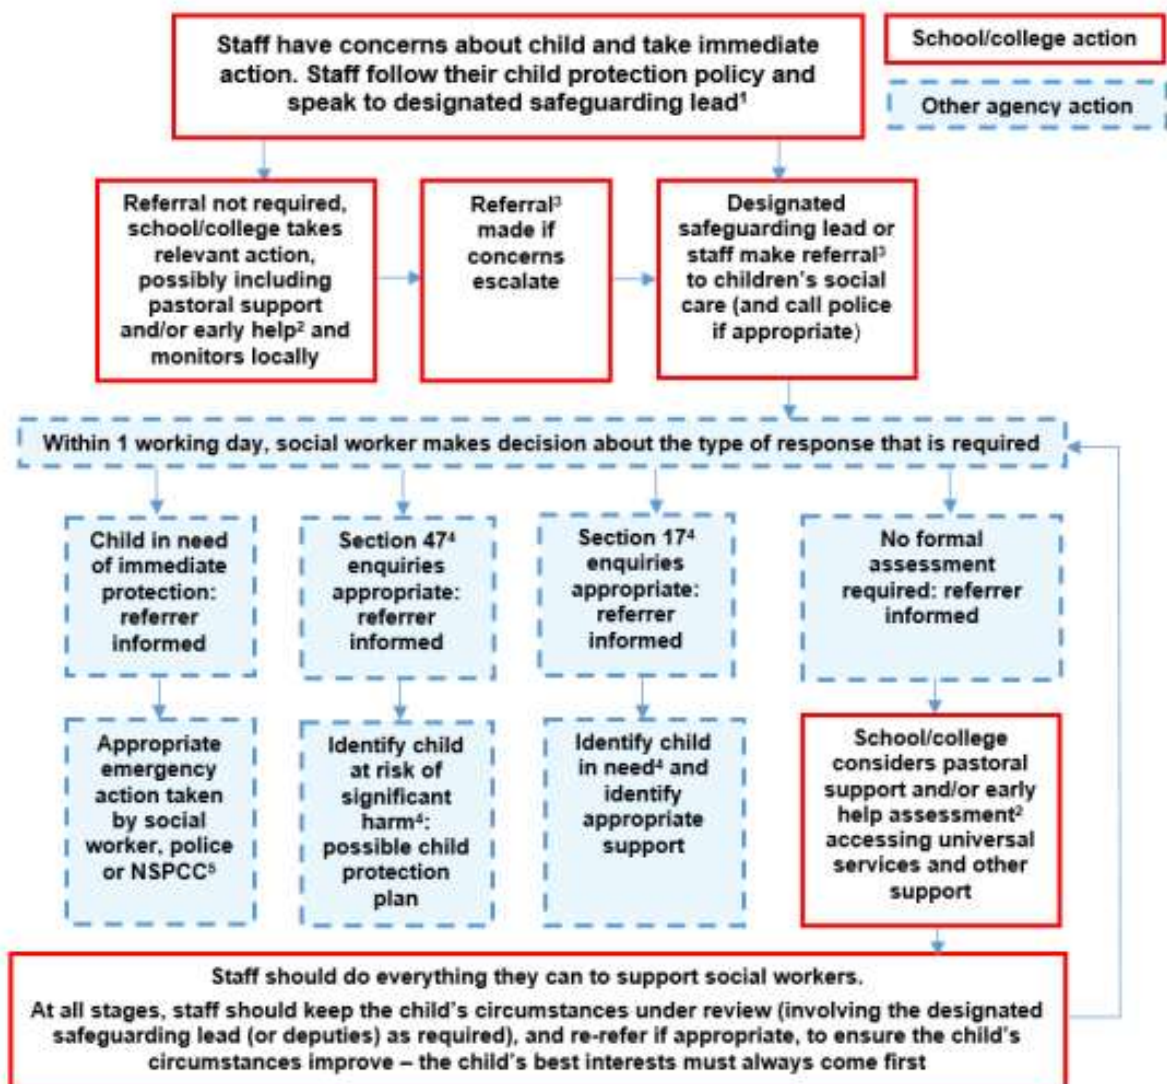 Staff have concerns about child and take immediate
action. Staff follow their child protection policy and
speak to designated safeguarding lead¹
School/college action
Other agency action
Referral not required,
school/college takes
relevant action,
possibly including
pastoral support
and/or early help² and
monitors locally
Referral³
made if
concerns
escalate
Designated
safeguarding lead or
staff make referral³
to children's social
care (and call police
if appropriate)
Within 1 working day, social worker makes decision about the type of response that is required
Child in need
of immediate
protection:
referrer
informed
Section 47⁴
enquiries
appropriate:
referrer
informed
Section 17⁴
enquiries
appropriate:
referrer
informed
No formal
assessment
required: referrer
informed
Appropriate
emergency
action taken
by social
worker, police
or NSPCC⁵
Identify child
at risk of
significant
harm⁴:
possible child
protection
plan
Identify child
in need⁴ and
identify
appropriate
support
School/college
considers pastoral
support and/or early
help assessment²
accessing universal
services and other
support
Staff should do everything they can to support social workers.
At all stages, staff should keep the child's circumstances under review (involving the designated
safeguarding lead (or deputies) as required), and re-refer if appropriate, to ensure the child's
circumstances improve – the child's best interests must always come first